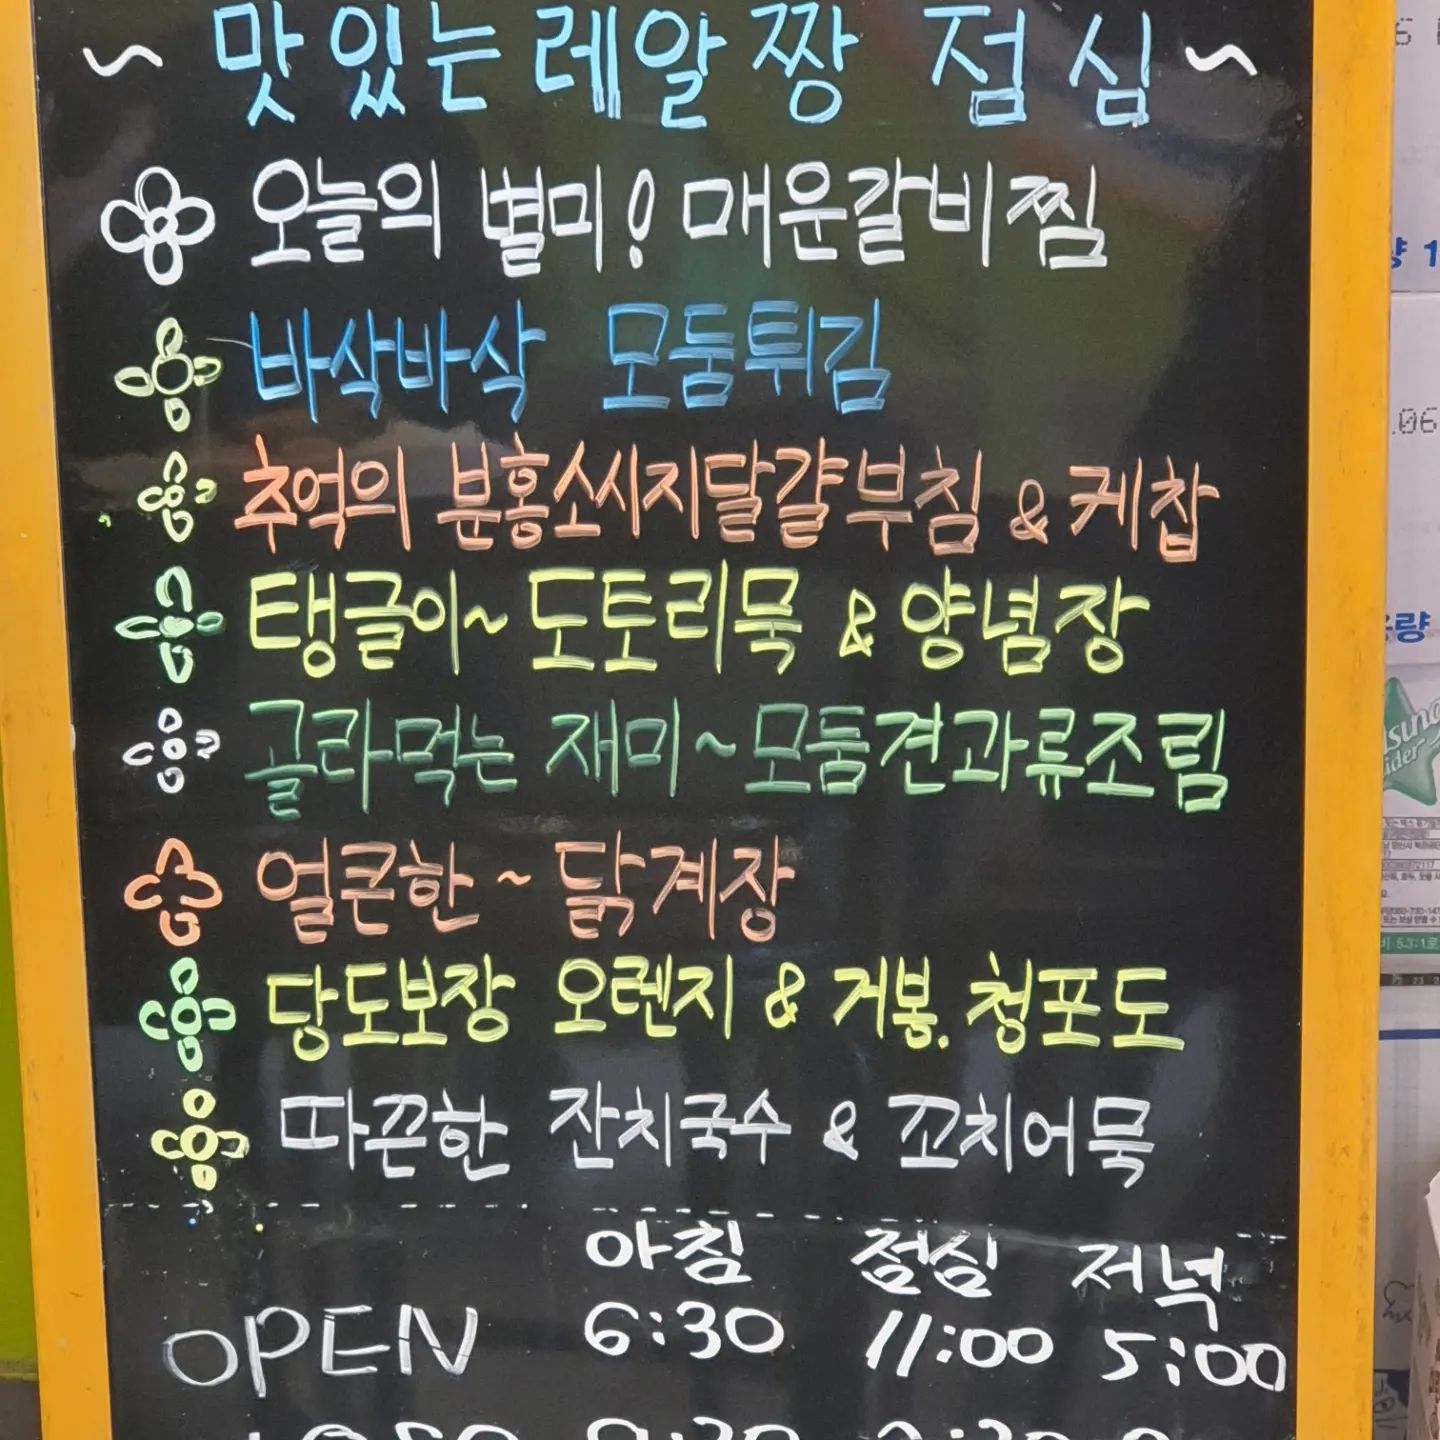 ~ 맛있는 레알짱 점심 ~
오늘의 별미! 매운갈비찜
바삭바삭 모둠튀김
추억의 분홍소시지달걀부침 & 케찹
탱글이~ 도토리묵 & 양념장
골라먹는 재미~모둠견과류조림
얼큰한~ 닭계장
당도보장 오렌지 & 거봉. 청포도
따끈한 잔치국수 & 꼬치어묵
아침 점심 저녁
OPEN 6:30 11:00 5:00